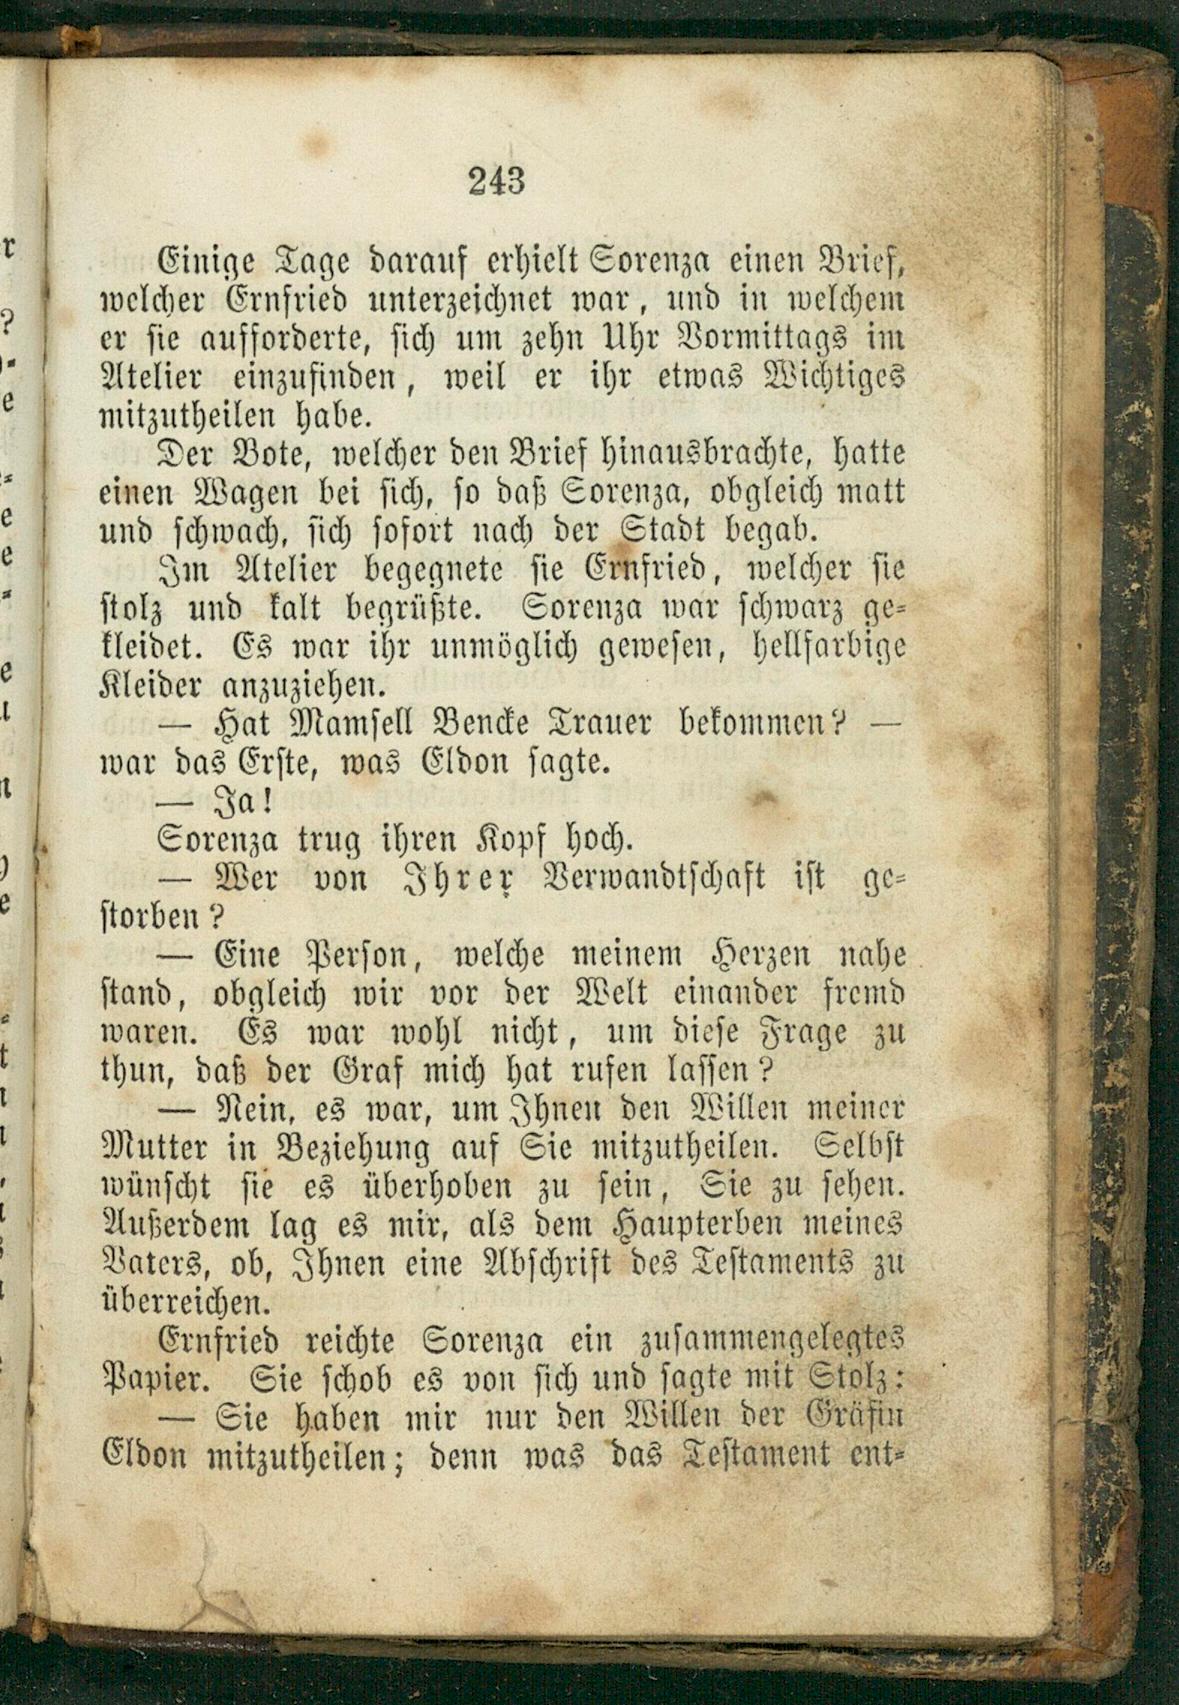 243
Einige Tage darauf erhielt Sorenza einen Brief,
welcher Ernfried unterzeichnet war, und in welchem
er sie aufforderte, sich um zehn Uhr Vormittags im
Atelier einzufinden, weil er ihr etwas Wichtiges
mitzutheilen habe.
Der Bote, welcher den Brief hinausbrachte, hatte
einen Wagen bei sich, so daß Sorenza, obgleich matt
und schwach, sich sofort nach der Stadt begab.
Im Atelier begegnete sie Ernfried, welcher sie
stolz und kalt begrüßte. Sorenza war schwarz ge-
kleidet. Es war ihr unmöglich gewesen, hellfarbige
Kleider anzuziehen.
— Hat Mamsell Bencke Trauer bekommen? —
war das Erste, was Eldon sagte.
— Ja!
Sorenza trug ihren Kopf hoch.
— Wer von Ihrer Verwandtschaft ist ge-
storben?
— Eine Person, welche meinem Herzen nahe
stand, obgleich wir vor der Welt einander fremd
waren. Es war wohl nicht, um diese Frage zu
thun, daß der Graf mich hat rufen lassen?
— Nein, es war, um Ihnen den Willen meiner
Mutter in Beziehung auf Sie mitzutheilen. Selbst
wünscht sie es überhoben zu sein, Sie zu sehen.
Außerdem lag es mir, als dem Haupterben meines
Vaters, ob, Ihnen eine Abschrift des Testaments zu
überreichen.
Ernfried reichte Sorenza ein zusammengelegtes
Papier. Sie schob es von sich und sagte mit Stolz:
— Sie haben mir nur den Willen der Gräfin
Eldon mitzutheilen; denn was das Testament ent-